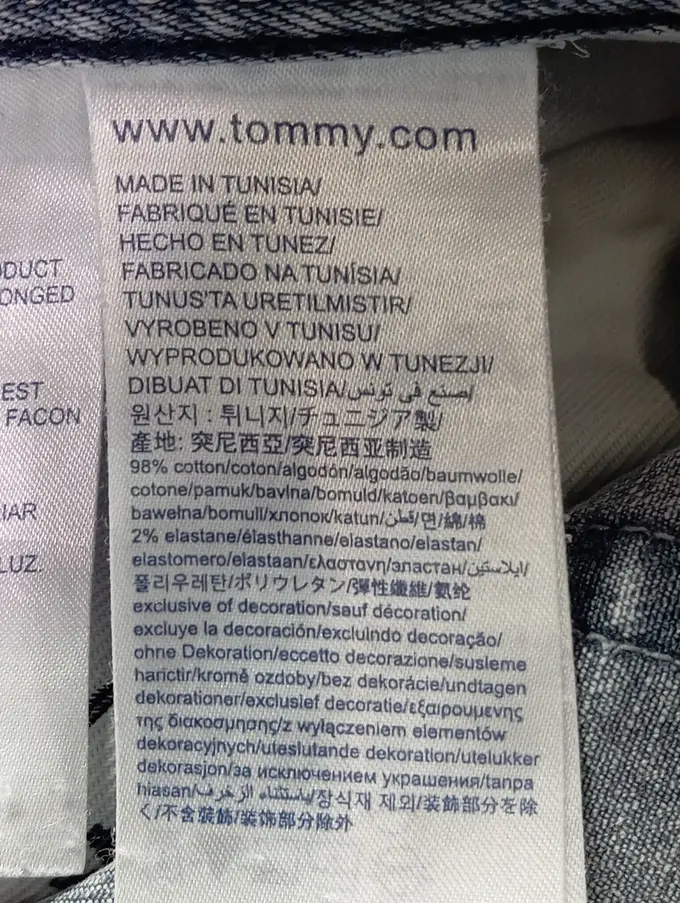 www.tommy.com
MADE IN TUNISIA/
FABRIQUÉ EN TUNISIE/
HECHO EN TUNEZ/
FABRICADO NA TUNÍSIA/
TUNUS'TA URETILMISTIR/
VYROBENO V TUNISU/
WYPRODUKOWANO W TUNEZJI/
DIBUAT DI TUNISIA/صنع في تونس/
원산지 : 튀니지/チュニジア製/
產地: 突尼西亞/突尼西亚制造
98% cotton/coton/algodón/algodão/baumwolle/
cotone/pamuk/bavlna/bomuld/katoen/βαμβακι/
bawełna/bomull/хлопок/katun/قطن/면/綿/棉
2% elastane/élasthanne/elastano/elastan/
elastomero/elastaan/ελαστανη/эластан/ايلاستين/
폴리우레탄/ポリウレタン/彈性纖維/氨纶
exclusive of decoration/sauf décoration/
excluye la decoración/excluindo decoração/
ohne Dekoration/eccetto decorazione/susleme
harictir/kromě ozdoby/bez dekorácie/undtagen
dekorationer/exclusief decoratie/εξαιρουμενης
της διακοσμησης/z wyłączeniem elementów
dekoracyjnych/uteslutande dekoration/utelukker
dekorasjon/за исключением украшения/tanpa
hiasan/باستثناء الزخرف/장식재 제외/装飾部分を除
く/不含裝飾/装饰部分除外
ODUCT
ONGED
EST
FACON
IAR
LUZ.